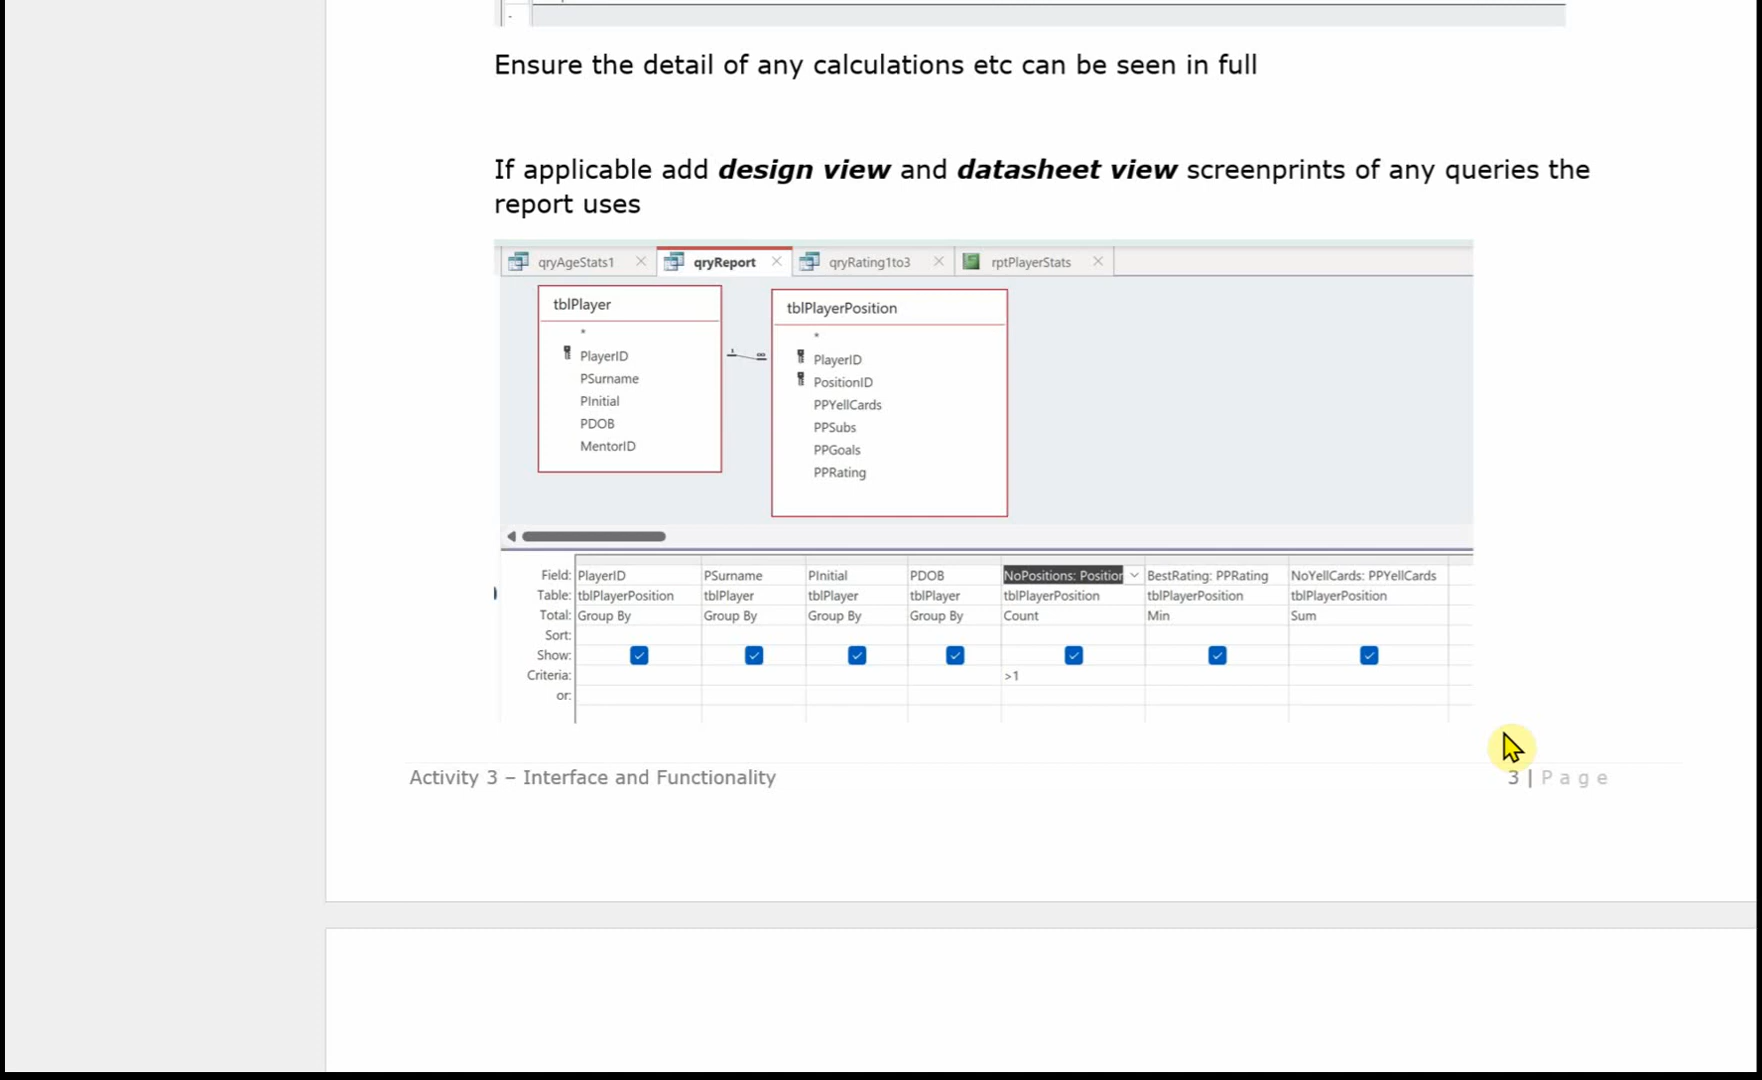 Ensure the detail of any calculations etc can be seen in full
If applicable add design view and datasheet view screenprints of any queries the
report uses
qryAgeStats1 qryReport qryRating1to3 rptPlayerStats
tblPlayer
*
PlayerID
PSurname
PInitial
PDOB
MentorID
1 ∞
tblPlayerPosition
*
PlayerID
PositionID
PPYellCards
PPSubs
PPGoals
PPRating
Field: PlayerID PSurname PInitial PDOB NoPositions: Position BestRating: PPRating NoYellCards: PPYellCards
Table: tblPlayerPosition tblPlayer tblPlayer tblPlayer tblPlayerPosition tblPlayerPosition tblPlayerPosition
Total: Group By Group By Group By Group By Count Min Sum
Sort:
Show:
Criteria: >1
or:
Activity 3 – Interface and Functionality 3 | Page